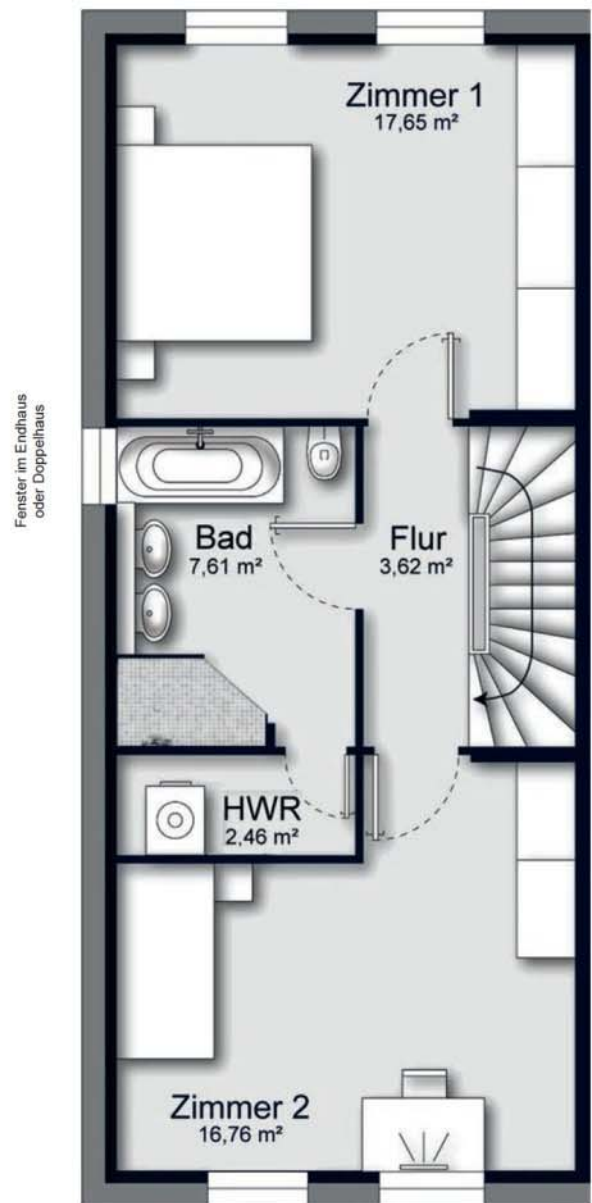 Zimmer 1
17,65 m²
Fenster im Endhaus
oder Doppelhaus
Bad
7,61 m²
Flur
3,62 m²
HWR
2,46 m²
Zimmer 2
16,76 m²